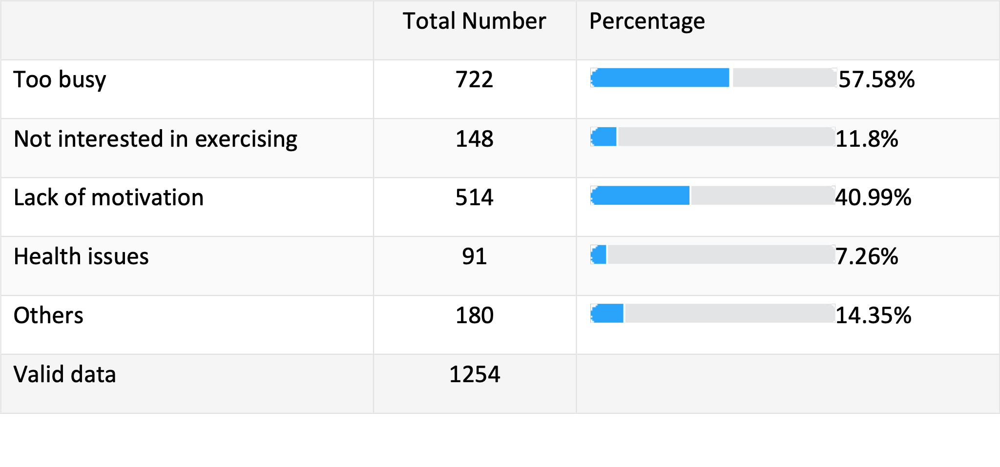 Total Number Percentage
Too busy 722 57.58%
Not interested in exercising 148 11.8%
Lack of motivation 514 40.99%
Health issues 91 7.26%
Others 180 14.35%
Valid data 1254